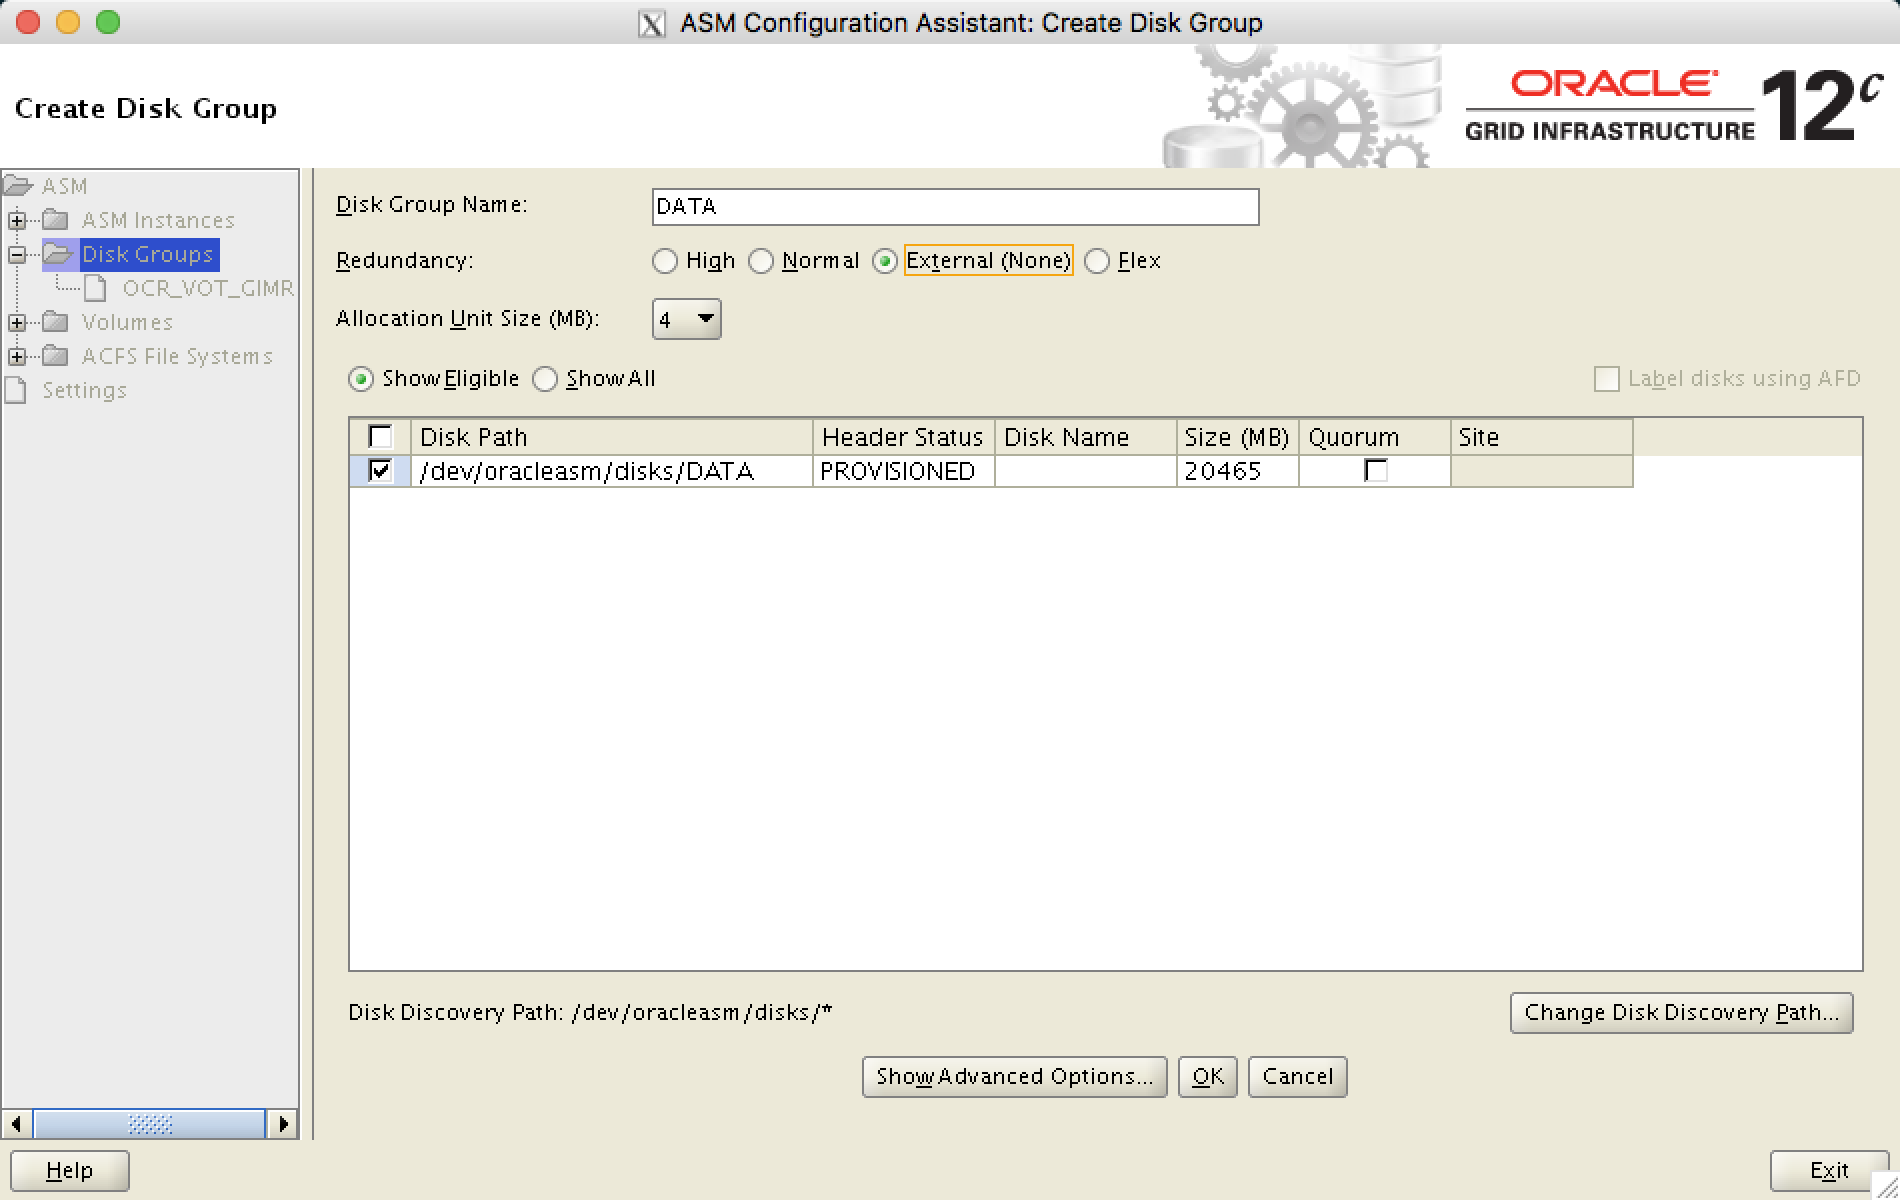 ASM Configuration Assistant: Create Disk Group
Create Disk Group
ORACLE
GRID INFRASTRUCTURE
12c
ASM
ASM Instances
Disk Groups
OCR_VOT_GIMR
Volumes
ACFS File Systems
Settings
Disk Group Name: DATA
Redundancy: High Normal External (None) Flex
Allocation Unit Size (MB): 4
Show Eligible Show All Label disks using AFD
Disk Path Header Status Disk Name Size (MB) Quorum Site
/dev/oracleasm/disks/DATA PROVISIONED 20465
Disk Discovery Path: /dev/oracleasm/disks/* Change Disk Discovery Path...
Show Advanced Options... OK Cancel
Help Exit